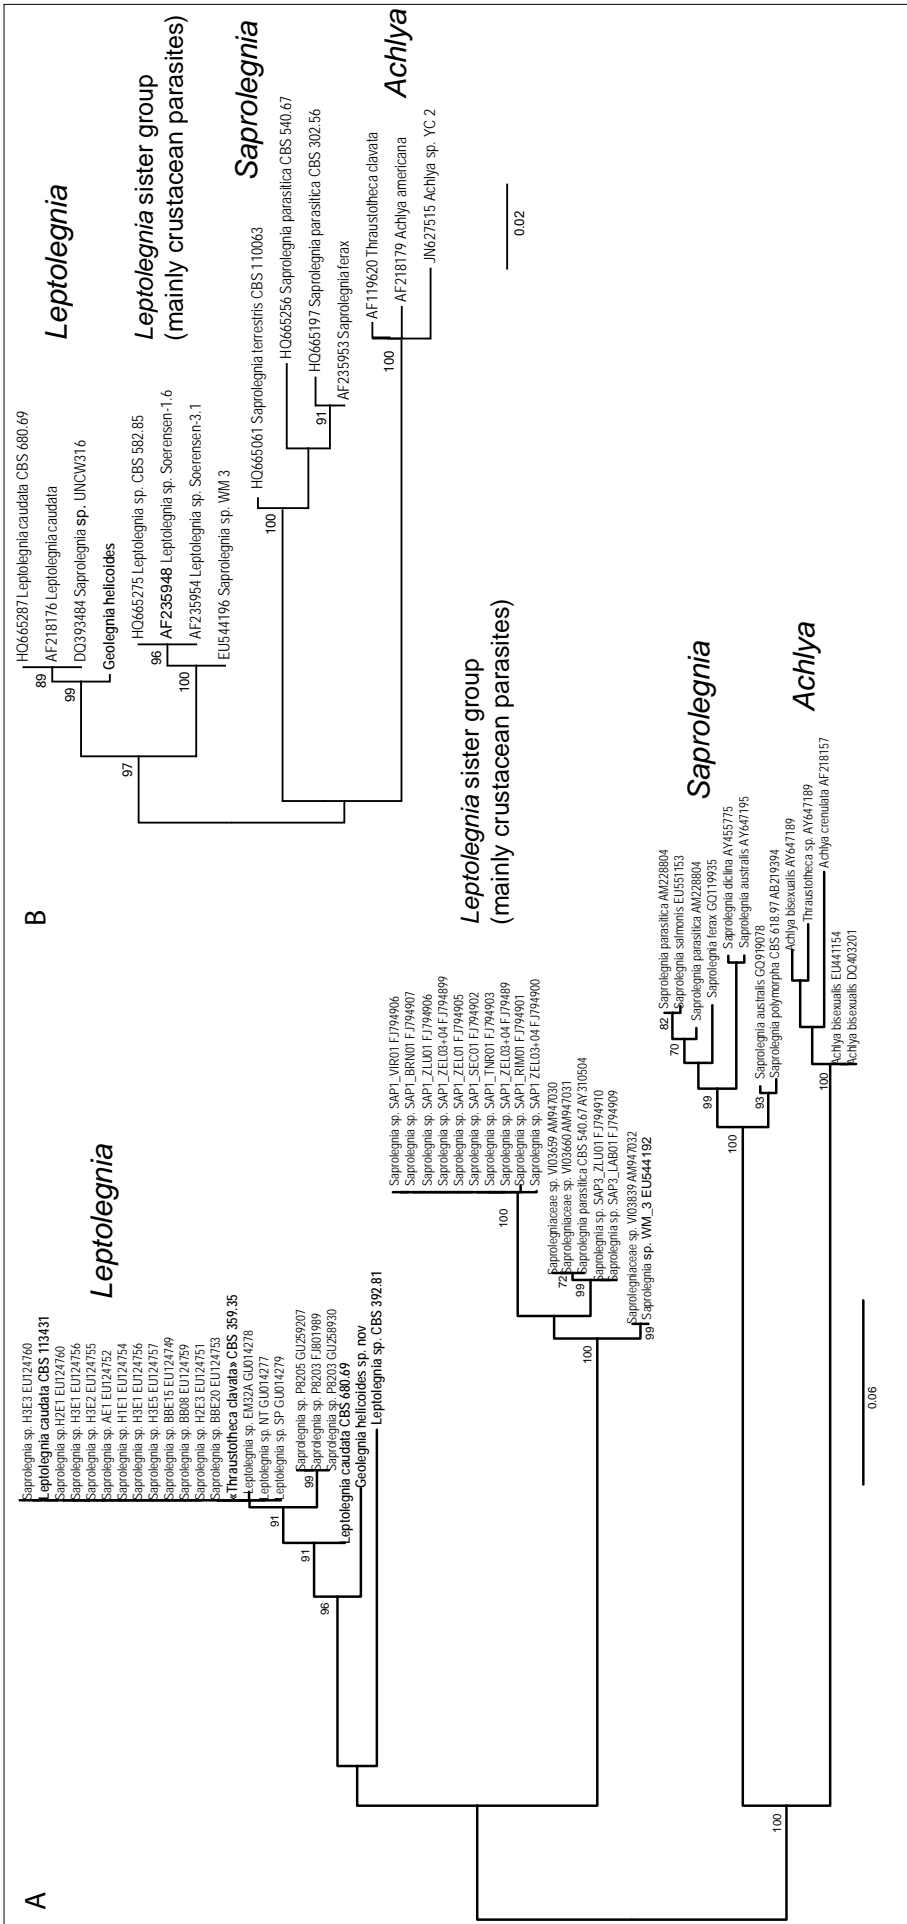 A
Saprolegnia sp. H3E3 EU124760
Leptolegnia caudata CBS 113431
Saprolegnia sp.H2E1 EU124760
Saprolegnia sp. H3E1 EU124756
Saprolegnia sp. H3E2 EU124755
Saprolegnia sp. AE1 EU124752
Saprolegnia sp. H1E1 EU124754
Saprolegnia sp. H3E1 EU124756
Saprolegnia sp. H3E5 EU124757
Saprolegnia sp. BBE15 EU124749
Saprolegnia sp. BB08 EU124759
Saprolegnia sp. H2E3 EU124751
Saprolegnia sp. BBE20 EU124753
«Thraustotheca clavata» CBS 359.35
Leptolegnia sp. EM32A GU014278
Leptolegnia sp. NT GU014277
Leptolegnia sp. SP GU014279
91
Saprolegnia sp. P8205 GU259207
Saprolegnia sp. P8203 FJ801989
Saprolegnia sp. P8203 GU258930
99
91
Leptolegnia caudata CBS 680.69
96
Geolegnia helicoides sp. nov
Leptolegnia sp. CBS 392.81
Leptolegnia
Saprolegnia sp. SAP1_VIR01 FJ794906
Saprolegnia sp. SAP1_BRN01 FJ794907
Saprolegnia sp. SAP1_ZLU01 FJ794906
Saprolegnia sp. SAP1_ZEL03+04 FJ794899
Saprolegnia sp. SAP1_ZEL01 FJ794905
Saprolegnia sp. SAP1_SEC01 FJ794902
Saprolegnia sp. SAP1_TNR01 FJ794903
Saprolegnia sp. SAP1_ZEL03+04 FJ79489
Saprolegnia sp. SAP1_RIM01 FJ794901
Saprolegnia sp. SAP1 ZEL03+04 FJ794900
100
Saprolegniaceae sp. VI03659 AM947030
Saprolegniaceae sp. VI03660 AM947031
Saprolegnia parasitica CBS 540.67 AY310504
Saprolegnia sp. SAP3_ZLU01 FJ794910
Saprolegnia sp. SAP3_LAB01 FJ794909
72
99
100
Saprolegniaceae sp. VI03839 AM947032
Saprolegnia sp. WM_3 EU544192
99
Leptolegnia sister group
(mainly crustacean parasites)
Saprolegnia parasitica AM228804
Saprolegnia salmonis EU551153
82
Saprolegnia parasitica AM228804
70
Saprolegnia ferax GQ119935
Saprolegnia diclina AY455775
Saprolegnia australis AY647195
99
Saprolegnia australis GQ919078
Saprolegnia polymorpha CBS 618.97 AB219394
93
100
Saprolegnia
Achlya bisexualis AY647189
Thraustotheca sp. AY647189
Achlya crenulata AF218157
Achlya bisexualis EU441154
Achlya bisexualis DQ403201
100
100
Achlya
0.06
B
HQ665287 Leptolegnia caudata CBS 680.69
AF218176 Leptolegnia caudata
DQ393484 Saprolegnia sp. UNCW316
Geolegnia helicoides
89
99
97
Leptolegnia
HQ665275 Leptolegnia sp. CBS 582.85
AF235948 Leptolegnia sp. Soerensen-1.6
AF235954 Leptolegnia sp. Soerensen-3.1
EU544196 Saprolegnia sp. WM 3
96
100
Leptolegnia sister group
(mainly crustacean parasites)
HQ665061 Saprolegnia terrestris CBS 110063
HQ665256 Saprolegnia parasitica CBS 540.67
HQ665197 Saprolegnia parasitica CBS 302.56
AF235953 Saprolegnia ferax
91
100
Saprolegnia
AF119620 Thraustotheca clavata
AF218179 Achlya americana
JN627515 Achlya sp. YC 2
100
Achlya
0.02